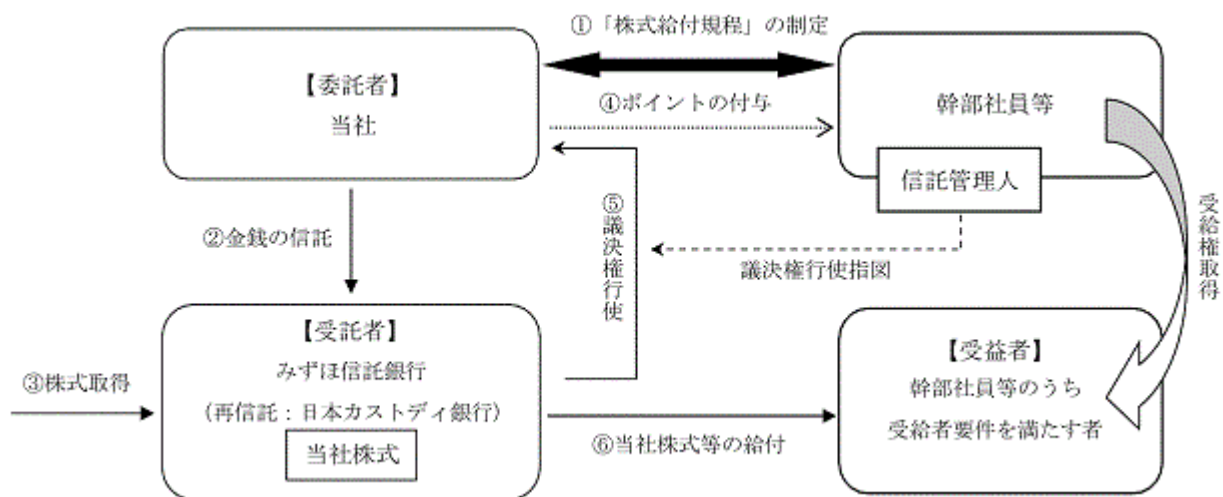 ①「株式給付規程」の制定
【委託者】
当社
④ポイントの付与
幹部社員等
信託管理人
②金銭の信託
⑤議決権行使
議決権行使指図
受給権取得
③株式取得
【受託者】
みずほ信託銀行
(再信託:日本カストディ銀行)
当社株式
⑥当社株式等の給付
【受益者】
幹部社員等のうち
受給者要件を満たす者